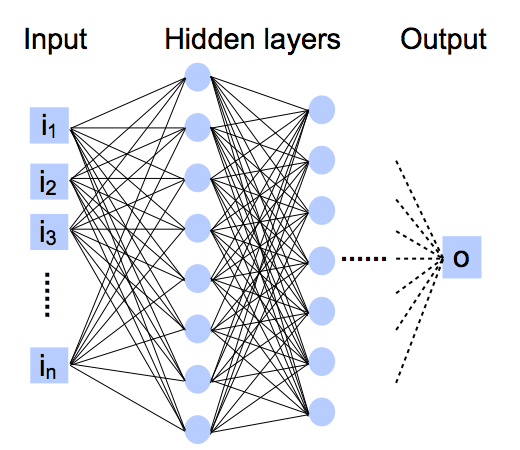 Input Hidden layers Output
i₁
i₂
i₃
iₙ
o